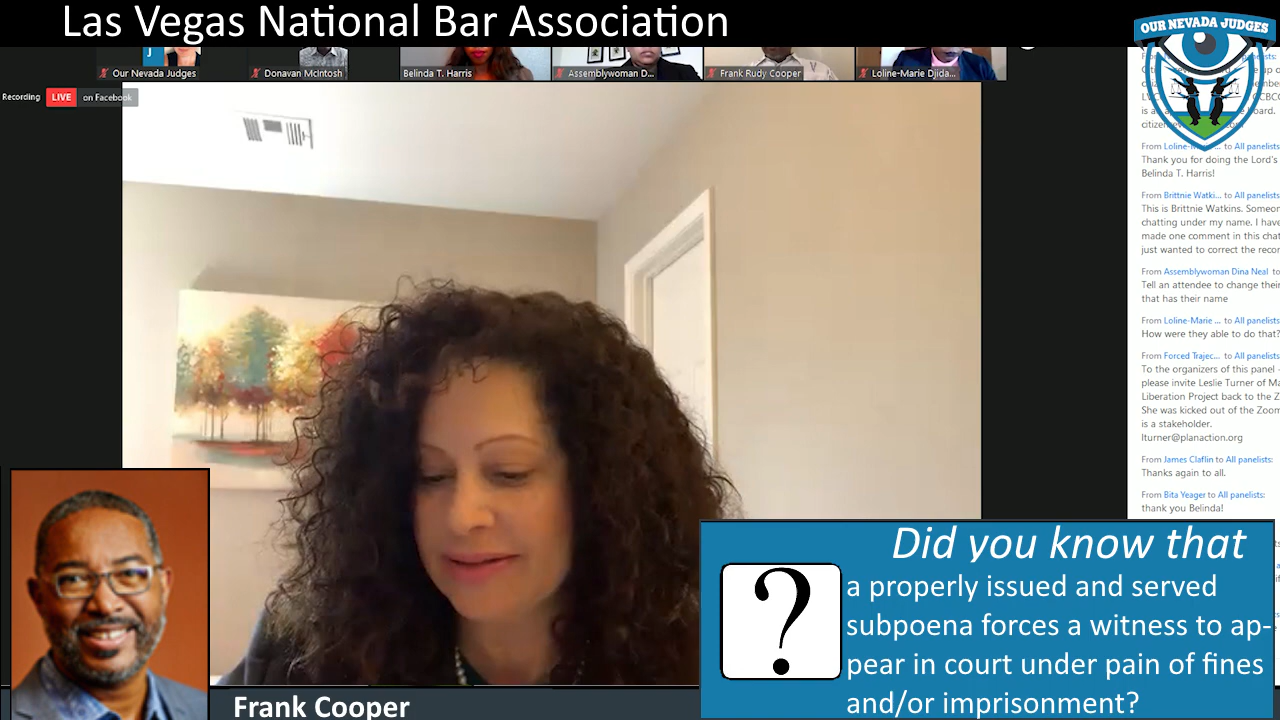 Las Vegas National Bar Association
OUR NEVADA JUDGES
Our Nevada Judges
Donavan McIntosh
Belinda T. Harris
Assemblywoman D...
Frank Rudy Cooper
Loline-Marie Djida...
Recording
LIVE
on Facebook
to All panelists
Thank you for doing the Lord's
Belinda T. Harris!
From Brittnie Watki... to All panelists
This is Brittnie Watkins. Someon
chatting under my name. I have
made one comment in this chat
just wanted to correct the recor
From Assemblywoman Dina Neal to
Tell an attendee to change their
that has their name
From Loline-Marie ... to All panelists
How were they able to do that?
From Forced Trajec... to All panelists
To the organizers of this panel -
please invite Leslie Turner of Ma
Liberation Project back to the Z
She was kicked out of the Zoom
is a stakeholder.
lturner@planaction.org
From James Claflin to All panelists:
Thanks again to all.
From Bita Yeager to All panelists:
thank you Belinda!
Did you know that
?
a properly issued and served
subpoena forces a witness to ap-
pear in court under pain of fines
and/or imprisonment?
Frank Cooper